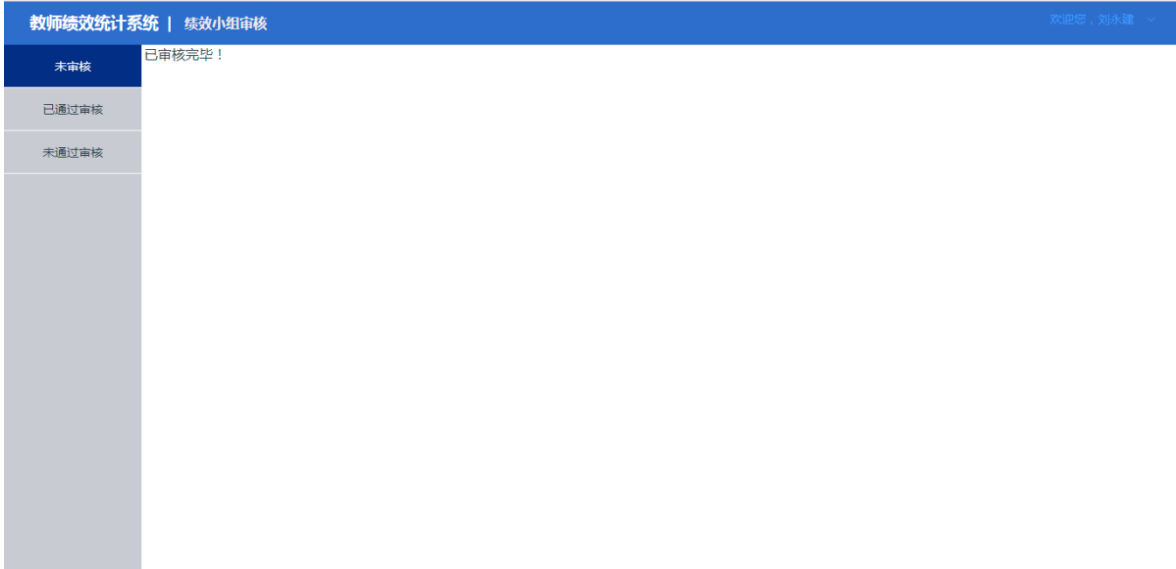 教师绩效统计系统 | 绩效小组审核
欢迎您，刘永建
未审核
已审核完毕！
已通过审核
未通过审核